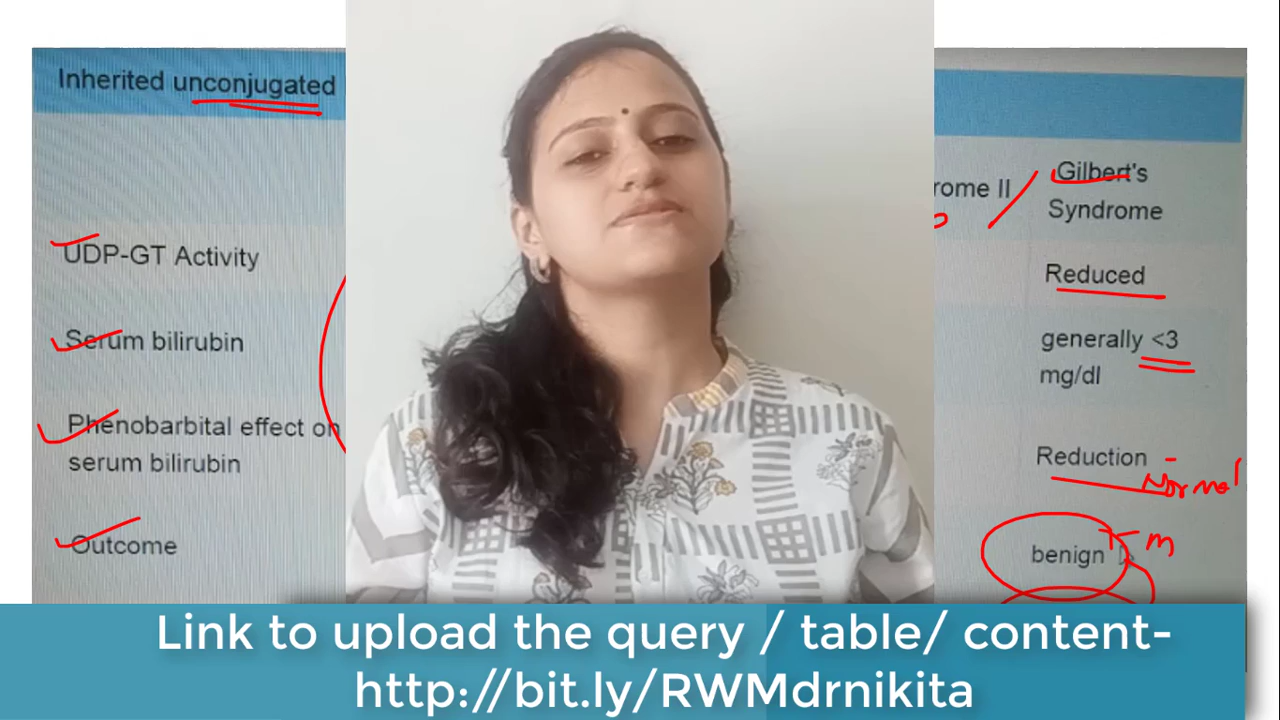 Inherited unconjugated
rome II
Gilbert's
Syndrome
UDP-GT Activity
Reduced
Serum bilirubin
generally <3
mg/dl
Phenobarbital effect on
serum bilirubin
Reduction
Normal
Outcome
benign
m
Link to upload the query / table/ content-
http://bit.ly/RWMdrnikita